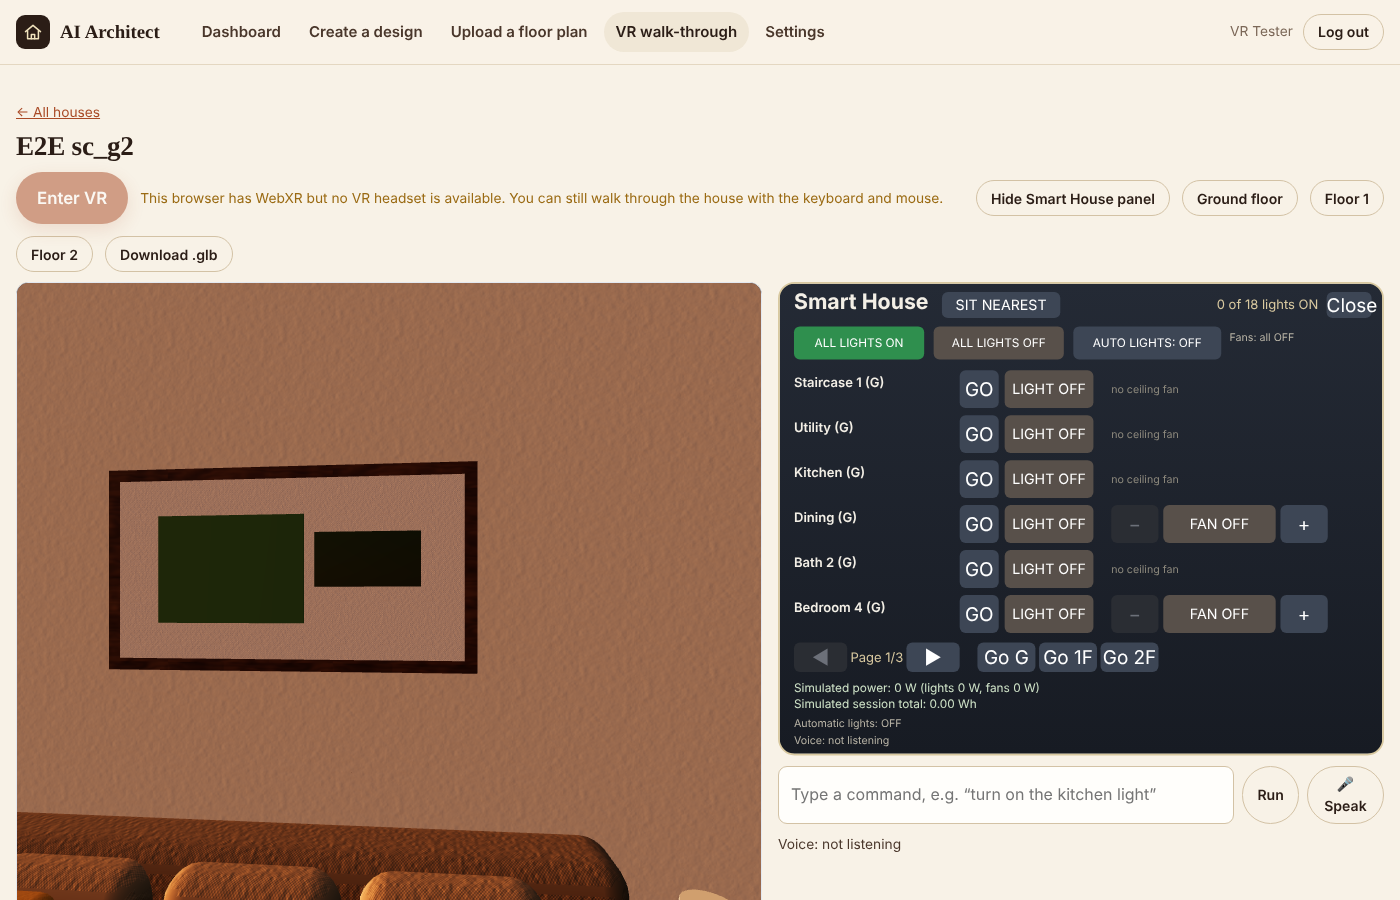 AI Architect
Dashboard
Create a design
Upload a floor plan
VR walk-through
Settings
VR Tester
Log out
← All houses
E2E sc_g2
Enter VR
This browser has WebXR but no VR headset is available. You can still walk through the house with the keyboard and mouse.
Hide Smart House panel
Ground floor
Floor 1
Floor 2
Download .glb
Smart House
SIT NEAREST
0 of 18 lights ON
Close
ALL LIGHTS ON
ALL LIGHTS OFF
AUTO LIGHTS: OFF
Fans: all OFF
Staircase 1 (G)
GO
LIGHT OFF
no ceiling fan
Utility (G)
GO
LIGHT OFF
no ceiling fan
Kitchen (G)
GO
LIGHT OFF
no ceiling fan
Dining (G)
GO
LIGHT OFF
–
FAN OFF
+
Bath 2 (G)
GO
LIGHT OFF
no ceiling fan
Bedroom 4 (G)
GO
LIGHT OFF
–
FAN OFF
+
◀
Page 1/3
▶
Go G
Go 1F
Go 2F
Simulated power: 0 W (lights 0 W, fans 0 W)
Simulated session total: 0.00 Wh
Automatic lights: OFF
Voice: not listening
Type a command, e.g. “turn on the kitchen light”
Run
🎤
Speak
Voice: not listening